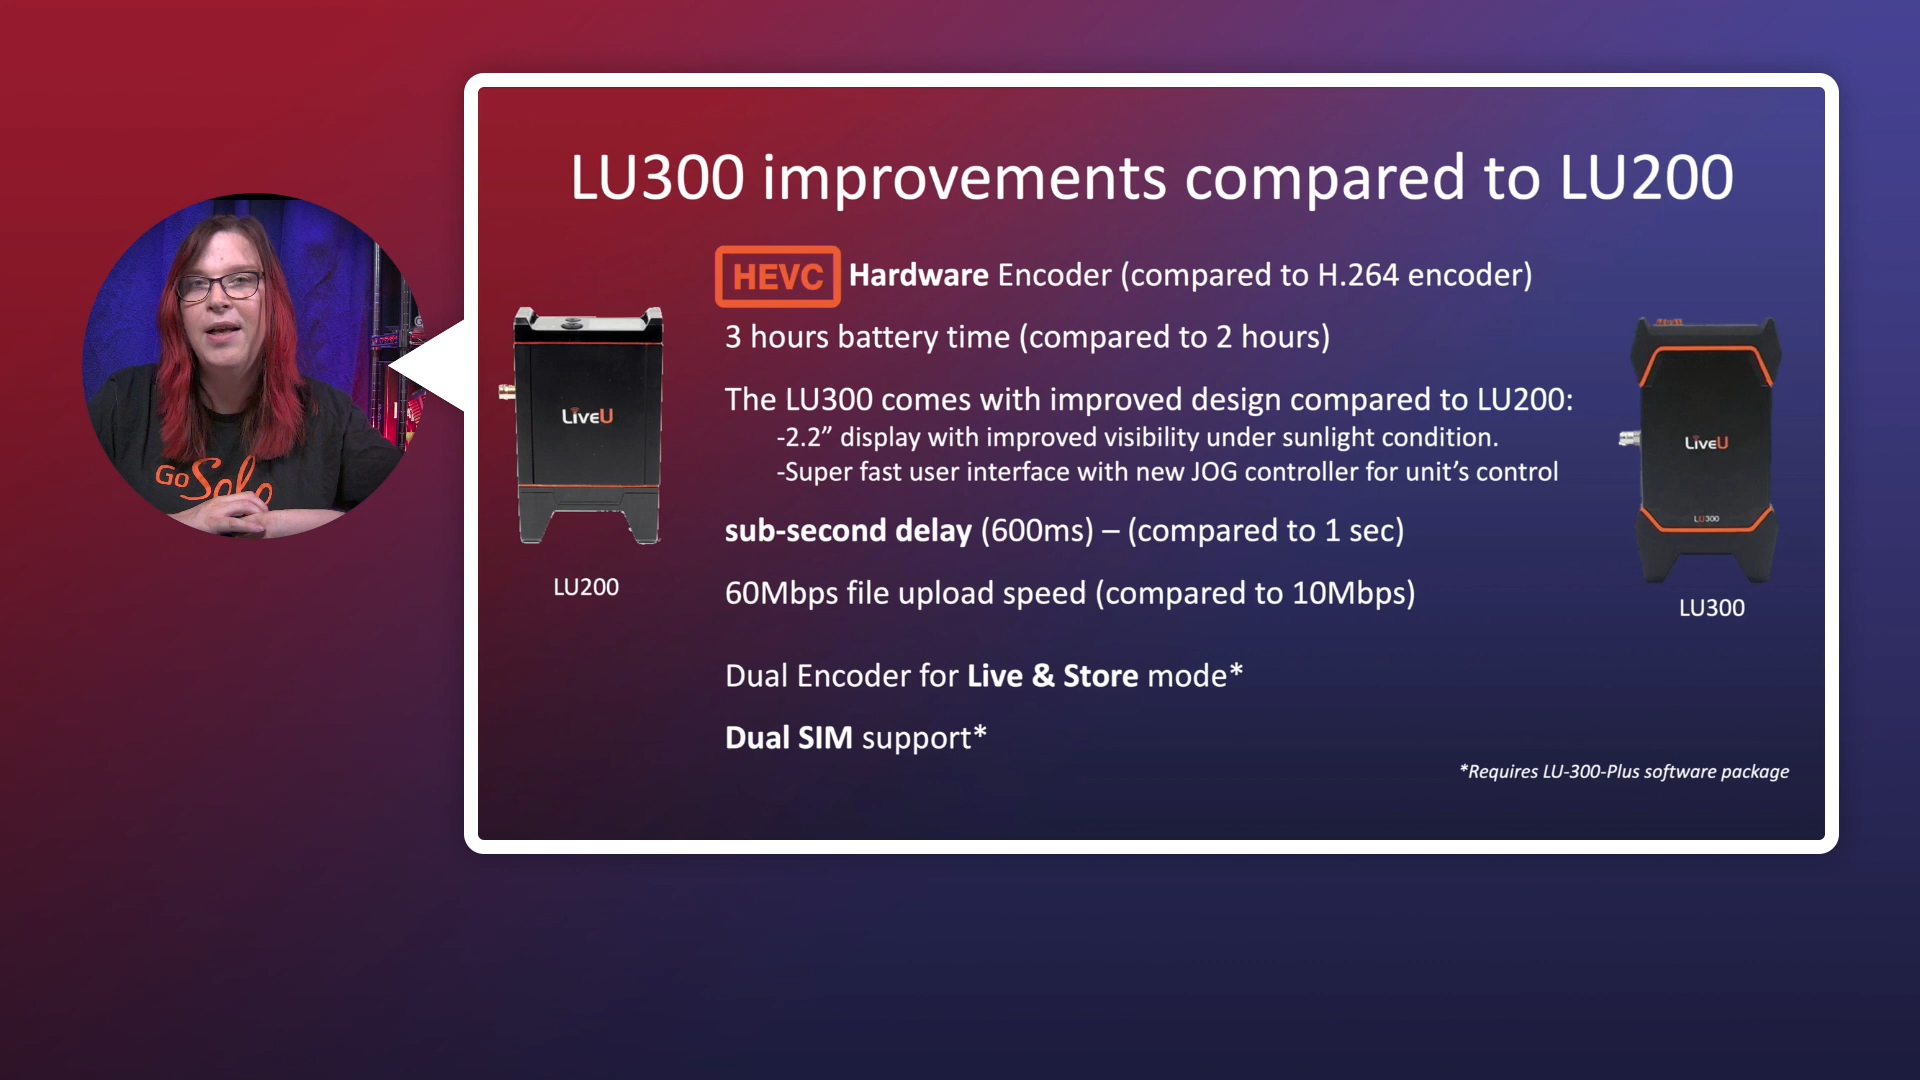 LU300 improvements compared to LU200
HEVC Hardware Encoder (compared to H.264 encoder)
3 hours battery time (compared to 2 hours)
The LU300 comes with improved design compared to LU200:
-2.2” display with improved visibility under sunlight condition.
-Super fast user interface with new JOG controller for unit’s control
sub-second delay (600ms) – (compared to 1 sec)
60Mbps file upload speed (compared to 10Mbps)
Dual Encoder for Live & Store mode*
Dual SIM support*
*Requires LU-300-Plus software package
LiveU
LU200
LiveU
LU300
LU300
Go Solo